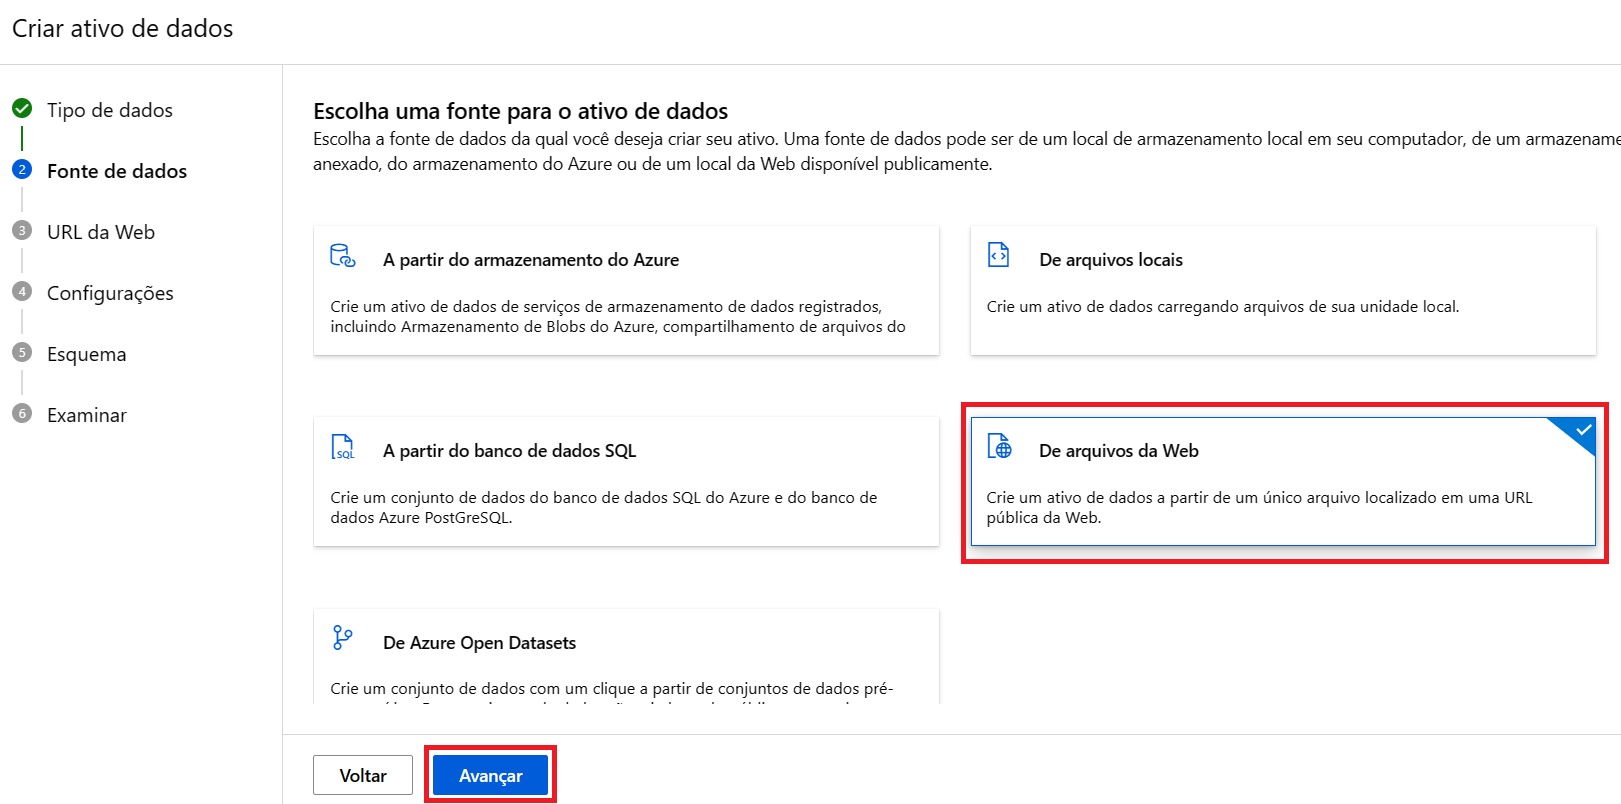 Criar ativo de dados
Tipo de dados
2
Fonte de dados
3
URL da Web
4
Configurações
5
Esquema
6
Examinar
Escolha uma fonte para o ativo de dados
Escolha a fonte de dados da qual você deseja criar seu ativo. Uma fonte de dados pode ser de um local de armazenamento local em seu computador, de um
anexado, do armazenamento do Azure ou de um local da Web disponível publicamente.
A partir do armazenamento do Azure
Crie um ativo de dados de serviços de armazenamento de dados registrados,
incluindo Armazenamento de Blobs do Azure, compartilhamento de arquivos do
De arquivos locais
Crie um ativo de dados carregando arquivos de sua unidade local.
SQL
A partir do banco de dados SQL
Crie um conjunto de dados do banco de dados SQL do Azure e do banco de
dados Azure PostGreSQL.
De arquivos da Web
Crie um ativo de dados a partir de um único arquivo localizado em uma URL
pública da Web.
De Azure Open Datasets
Crie um conjunto de dados com um clique a partir de conjuntos de dados pré-
Voltar
Avançar